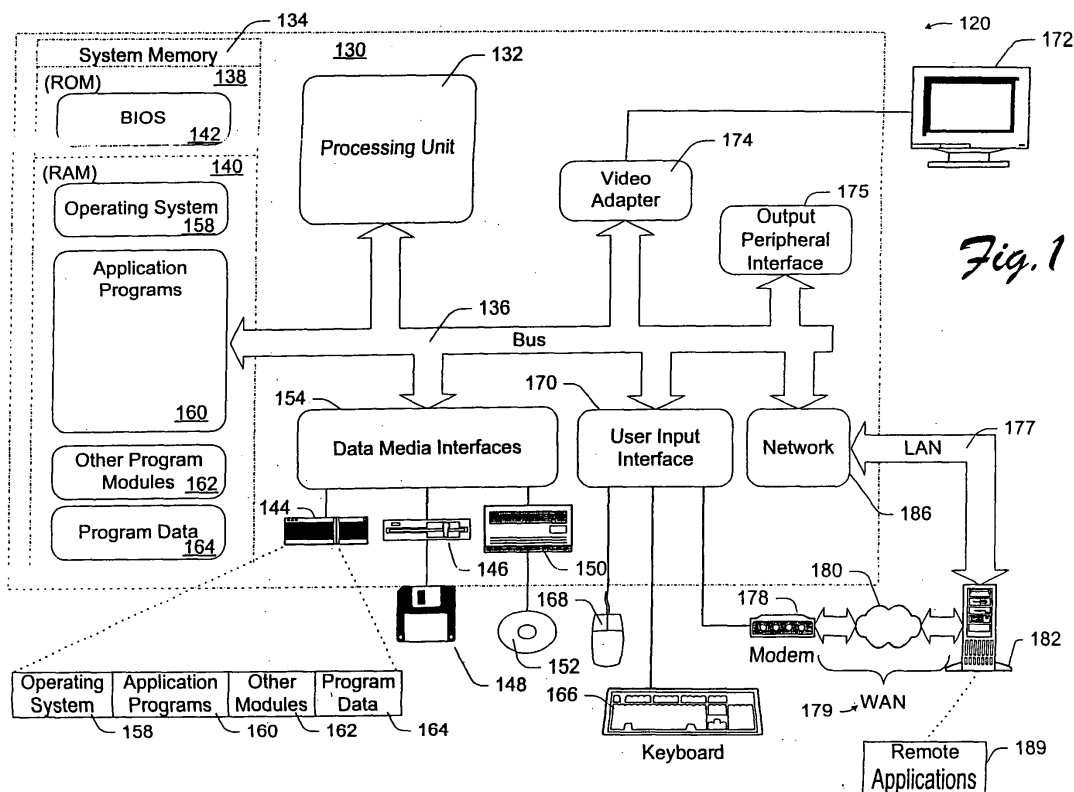 134
System Memory
(ROM) 138
BIOS
142
(RAM) 140
Operating System
158
Application
Programs
160
Other Program
Modules 162
Program Data
164
130
132
Processing Unit
120
172
174
Video
Adapter
175
Output
Peripheral
Interface
Fig. 1
136
Bus
154
Data Media Interfaces
170
User Input
Interface
Network
186
177
LAN
144
146
150
148
152
168
166
Keyboard
178
Modem
180
182
179
WAN
Remote
Applications
189
Operating
System
Application
Programs
Other
Modules
Program
Data
158
160
162
164